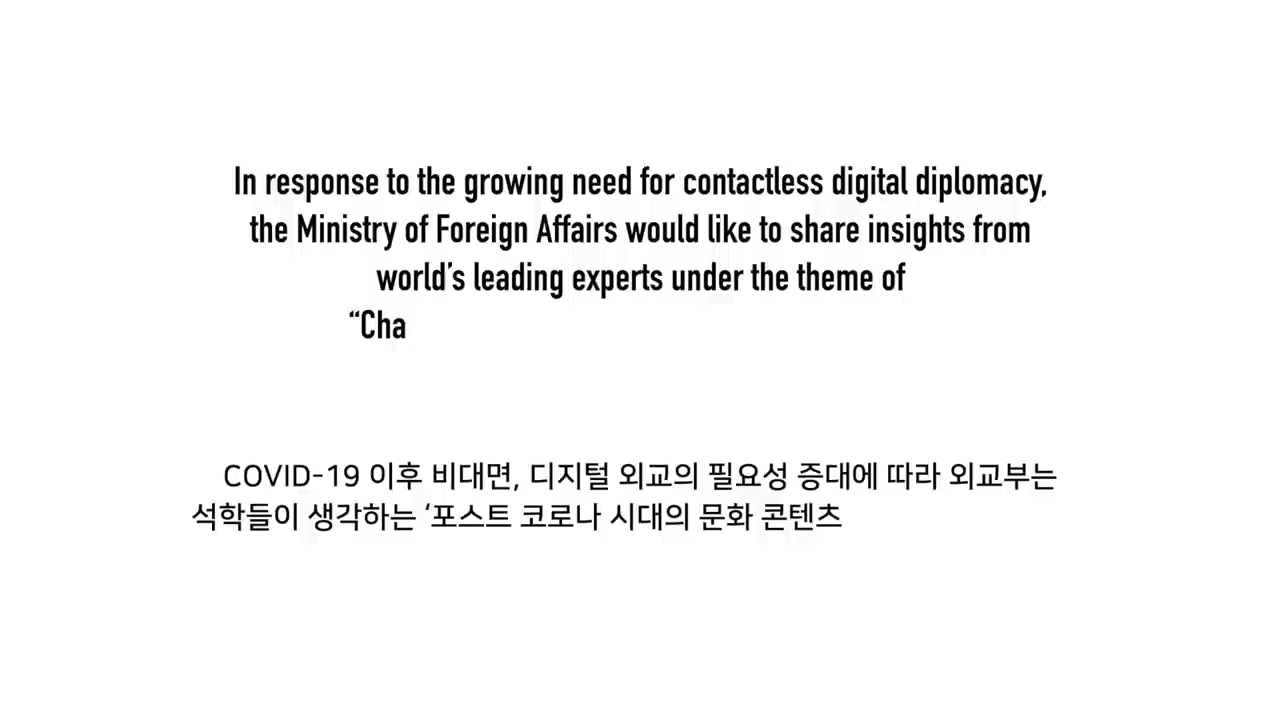 In response to the growing need for contactless digital diplomacy,
the Ministry of Foreign Affairs would like to share insights from
world’s leading experts under the theme of
“Cha
COVID-19 이후 비대면, 디지털 외교의 필요성 증대에 따라 외교부는
석학들이 생각하는 ‘포스트 코로나 시대의 문화 콘텐츠